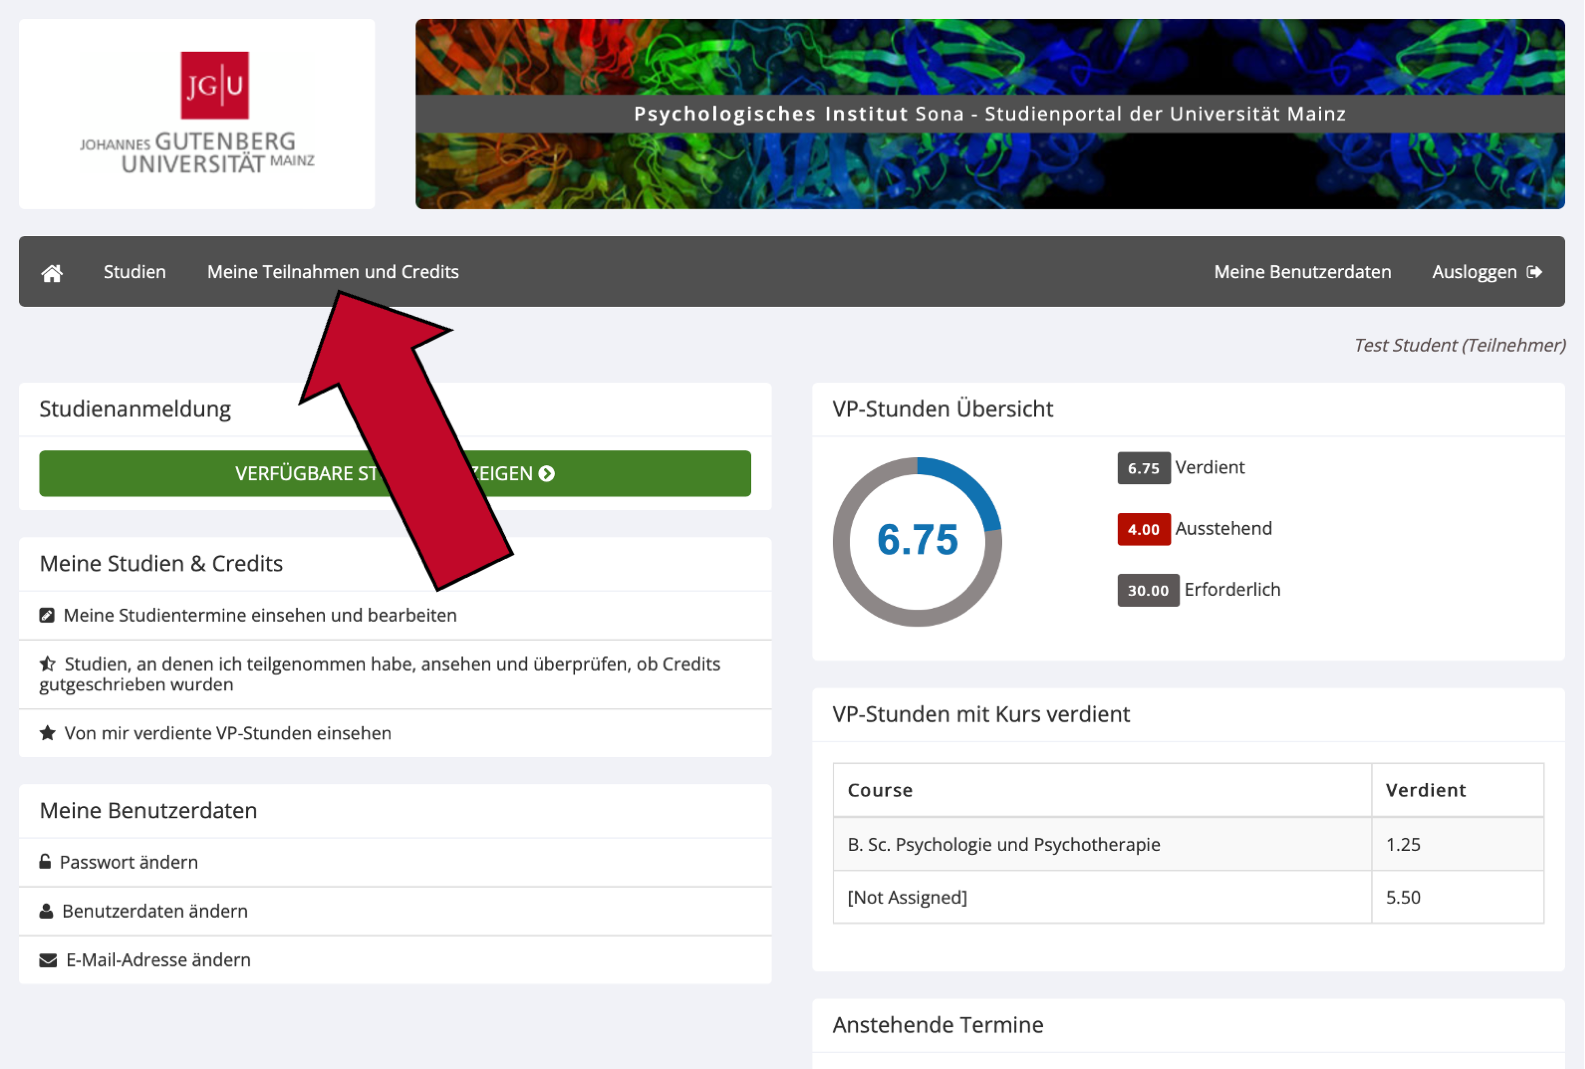 JG|U
JOHANNES GUTENBERG
UNIVERSITÄT MAINZ
Psychologisches Institut Sona - Studienportal der Universität Mainz
Studien Meine Teilnahmen und Credits Meine Benutzerdaten Ausloggen
Test Student (Teilnehmer)
Studienanmeldung
VERFÜGBARE ZEIGEN
Meine Studien & Credits
Meine Studientermine einsehen und bearbeiten
Studien, an denen ich teilgenommen habe, ansehen und überprüfen, ob Credits
gutgeschrieben wurden
Von mir verdiente VP-Stunden einsehen
Meine Benutzerdaten
Passwort ändern
Benutzerdaten ändern
E-Mail-Adresse ändern
VP-Stunden Übersicht
6.75
6.75 Verdient
4.00 Ausstehend
30.00 Erforderlich
VP-Stunden mit Kurs verdient
Course Verdient
B. Sc. Psychologie und Psychotherapie 1.25
[Not Assigned] 5.50
Anstehende Termine